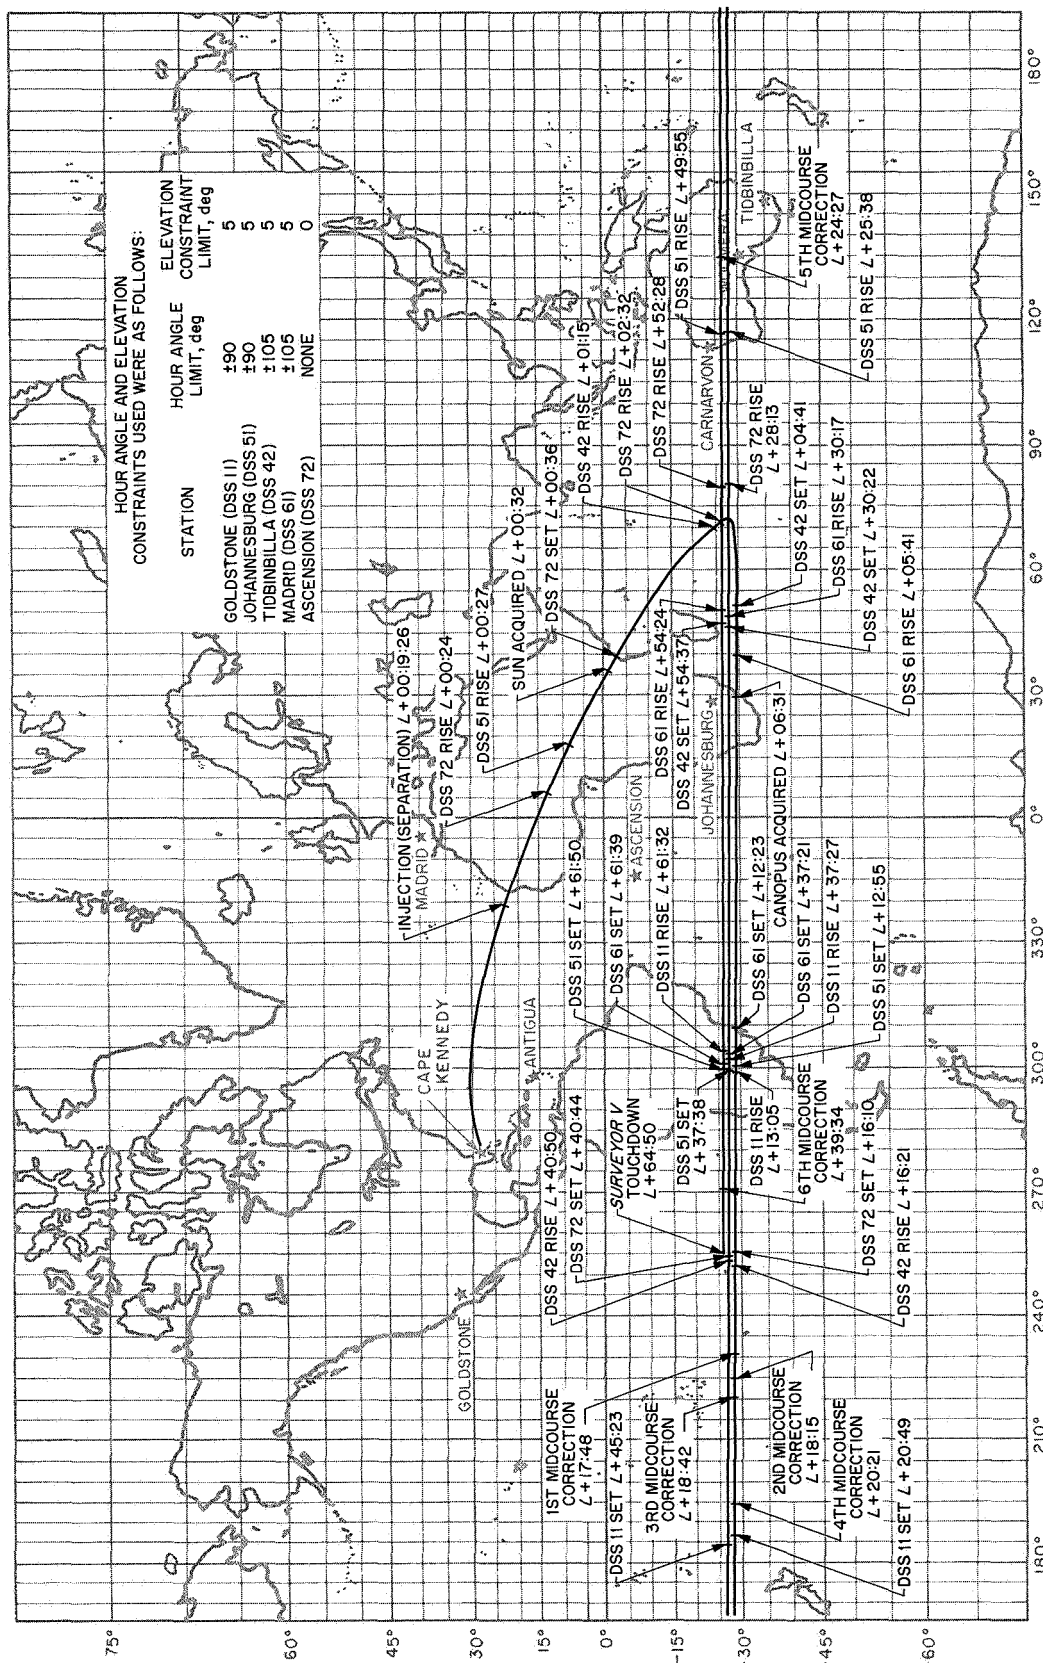 HOUR ANGLE AND ELEVATION
CONSTRAINTS USED WERE AS FOLLOWS:
STATION HOUR ANGLE LIMIT, deg ELEVATION CONSTRAINT LIMIT, deg
GOLDSTONE (DSS 11) ±90 5
JOHANNESBURG (DSS 51) ±90 5
TIDBINBILLA (DSS 42) ±105 5
MADRID (DSS 61) ±105 5
ASCENSION (DSS 72) NONE 0
INJECTION (SEPARATION) L+00:19:26
MADRID
DSS 72 RISE L+00:24
DSS 51 RISE L+00:27
SUN ACQUIRED L+00:32
DSS 72 SET L+00:36
DSS 42 RISE L+01:15
DSS 72 RISE L+02:32
DSS 72 RISE L+52:28
DSS 51 RISE L+49:55
CAPE
KENNEDY
ANTIGUA
GOLDSTONE
ASCENSION
JOHANNESBURG
CARNARVON
WOOMERA
TIDBINBILLA
DSS 61 RISE L+54:24
DSS 42 SET L+54:37
DSS 51 SET L+61:50
DSS 61 SET L+61:39
DSS 11 RISE L+61:32
DSS 42 RISE L+40:50
DSS 72 SET L+40:44
SURVEYOR V
TOUCHDOWN
L+64:50
DSS 51 SET
L+37:38
1ST MIDCOURSE
CORRECTION
L+17:48
DSS 11 SET L+45:23
3RD MIDCOURSE
CORRECTION
L+18:42
2ND MIDCOURSE
CORRECTION
L+18:15
4TH MIDCOURSE
CORRECTION
L+20:21
DSS 11 SET L+20:49
DSS 11 RISE
L+13:05
6TH MIDCOURSE
CORRECTION
L+39:34
DSS 72 SET L+16:10
DSS 42 RISE L+16:21
DSS 61 SET L+12:23
CANOPUS ACQUIRED L+06:31
DSS 61 SET L+37:21
DSS 11 RISE L+37:27
DSS 51 SET L+12:55
DSS 72 RISE
L+28:13
DSS 42 SET L+04:41
DSS 61 RISE L+30:17
DSS 42 SET L+30:22
DSS 61 RISE L+05:41
5TH MIDCOURSE
CORRECTION
L+24:27
DSS 51 RISE L+25:38
75°
60°
45°
30°
15°
0°
-15°
-30°
-45°
-60°
180° 210° 240° 270° 300° 330° 0° 30° 60° 90° 120° 150° 180°